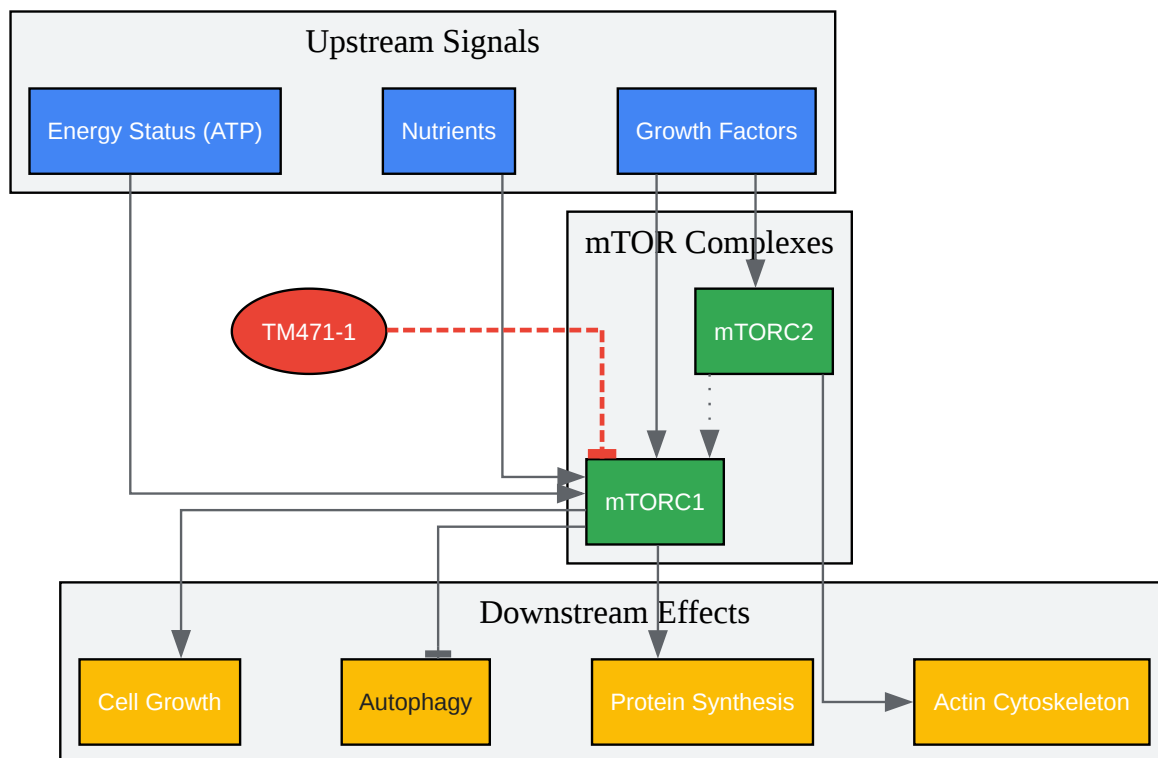 Upstream Signals
Energy Status (ATP)
Nutrients
Growth Factors
mTOR Complexes
TM471-1
mTORC2
mTORC1
Downstream Effects
Cell Growth
Autophagy
Protein Synthesis
Actin Cytoskeleton